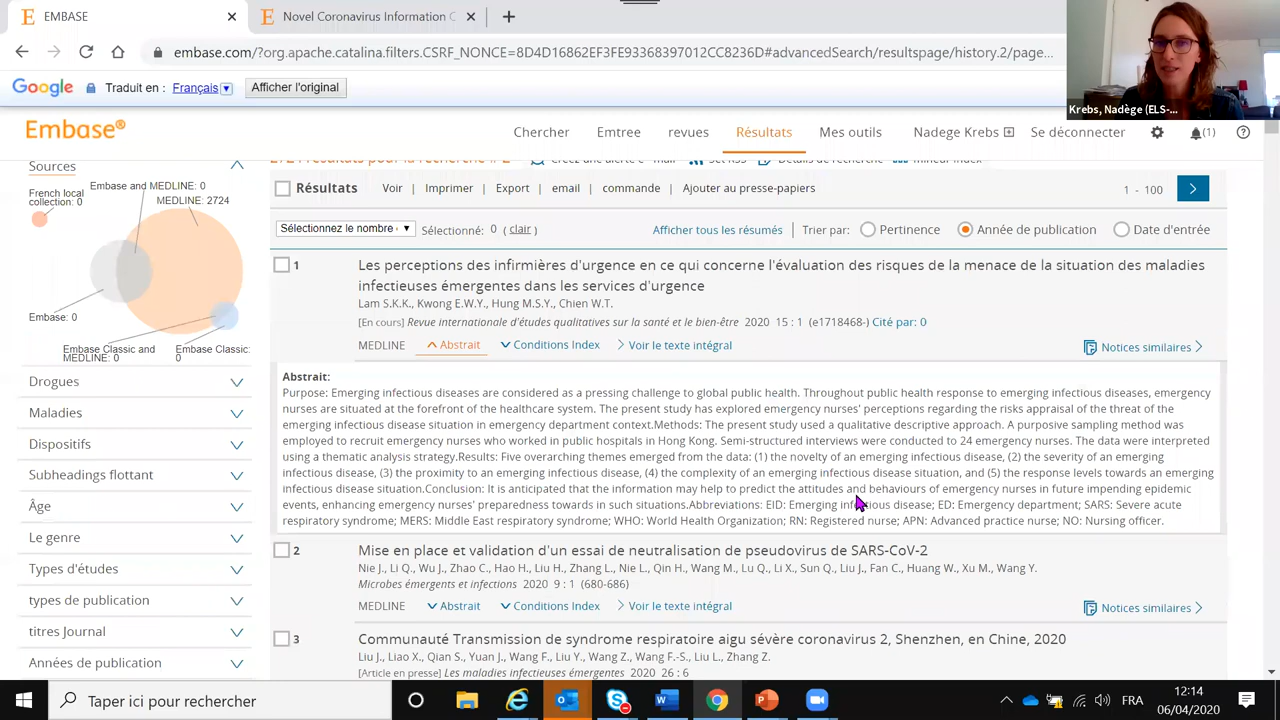 EMBASE
Novel Coronavirus Information C
embase.com/?org.apache.catalina.filters.CSRF_NONCE=8D4D16862EF3FE93368397012CC8236D#advancedSearch/resultspage/history.2/page...
Google Traduit en : Français Afficher l'original
Krebs, Nadège (ELS-...
Embase®
Chercher Emtree revues Résultats Mes outils Nadege Krebs Se déconnecter (1)
Sources
French local
collection: 0
Embase and MEDLINE: 0
MEDLINE: 2724
Embase: 0
Embase Classic and
MEDLINE: 0
Embase Classic:
0
Drogues
Maladies
Dispositifs
Subheadings flottant
Âge
Le genre
Types d'études
types de publication
titres Journal
Années de publication
Résultats Voir Imprimer Export email commande Ajouter au presse-papiers 1 - 100
Sélectionnez le nombre Sélectionné: 0 ( clair ) Afficher tous les résumés Trier par: Pertinence Année de publication Date d'entrée
1 Les perceptions des infirmières d'urgence en ce qui concerne l'évaluation des risques de la menace de la situation des maladies
infectieuses émergentes dans les services d'urgence
Lam S.K.K., Kwong E.W.Y., Hung M.S.Y., Chien W.T.
[En cours] Revue internationale d'études qualitatives sur la santé et le bien-être 2020 15 : 1 (e1718468-) Cité par: 0
MEDLINE Abstrait Conditions Index Voir le texte intégral Notices similaires
Abstrait:
Purpose: Emerging infectious diseases are considered as a pressing challenge to global public health. Throughout public health response to emerging infectious diseases, emergency
nurses are situated at the forefront of the healthcare system. The present study has explored emergency nurses' perceptions regarding the risks appraisal of the threat of the
emerging infectious disease situation in emergency department context.Methods: The present study used a qualitative descriptive approach. A purposive sampling method was
employed to recruit emergency nurses who worked in public hospitals in Hong Kong. Semi-structured interviews were conducted to 24 emergency nurses. The data were interpreted
using a thematic analysis strategy.Results: Five overarching themes emerged from the data: (1) the novelty of an emerging infectious disease, (2) the severity of an emerging
infectious disease, (3) the proximity to an emerging infectious disease, (4) the complexity of an emerging infectious disease situation, and (5) the response levels towards an emerging
infectious disease situation.Conclusion: It is anticipated that the information may help to predict the attitudes and behaviours of emergency nurses in future impending epidemic
events, enhancing emergency nurses' preparedness towards in such situations.Abbreviations: EID: Emerging infectious disease; ED: Emergency department; SARS: Severe acute
respiratory syndrome; MERS: Middle East respiratory syndrome; WHO: World Health Organization; RN: Registered nurse; APN: Advanced practice nurse; NO: Nursing officer.
2 Mise en place et validation d'un essai de neutralisation de pseudovirus de SARS-CoV-2
Nie J., Li Q., Wu J., Zhao C., Hao H., Liu H., Zhang L., Nie L., Qin H., Wang M., Lu Q., Li X., Sun Q., Liu J., Fan C., Huang W., Xu M., Wang Y.
Microbes émergents et infections 2020 9 : 1 (680-686)
MEDLINE Abstrait Conditions Index Voir le texte intégral Notices similaires
3 Communauté Transmission de syndrome respiratoire aigu sévère coronavirus 2, Shenzhen, en Chine, 2020
Liu J., Liao X., Qian S., Yuan J., Wang F., Liu Y., Wang Z., Wang F.-S., Liu L., Zhang Z.
[Article en presse] Les maladies infectieuses émergentes 2020 26 : 6
Taper ici pour rechercher
FRA
12:14
06/04/2020